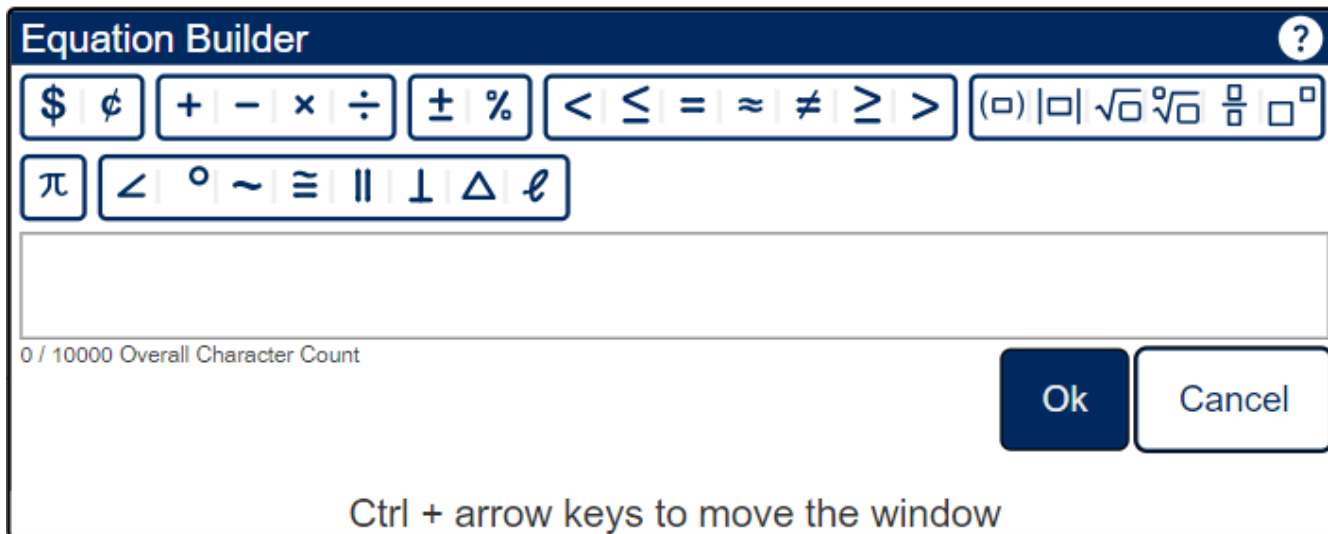 Equation Builder ?
$ ¢ + − × ÷ ± % < ≤ = ≈ ≠ ≥ > (□) |□| √□ ∛□ □/□ □^□
π ∠ ° ~ ≅ ∥ ⊥ △ ℓ
0 / 10000 Overall Character Count
Ok Cancel
Ctrl + arrow keys to move the window